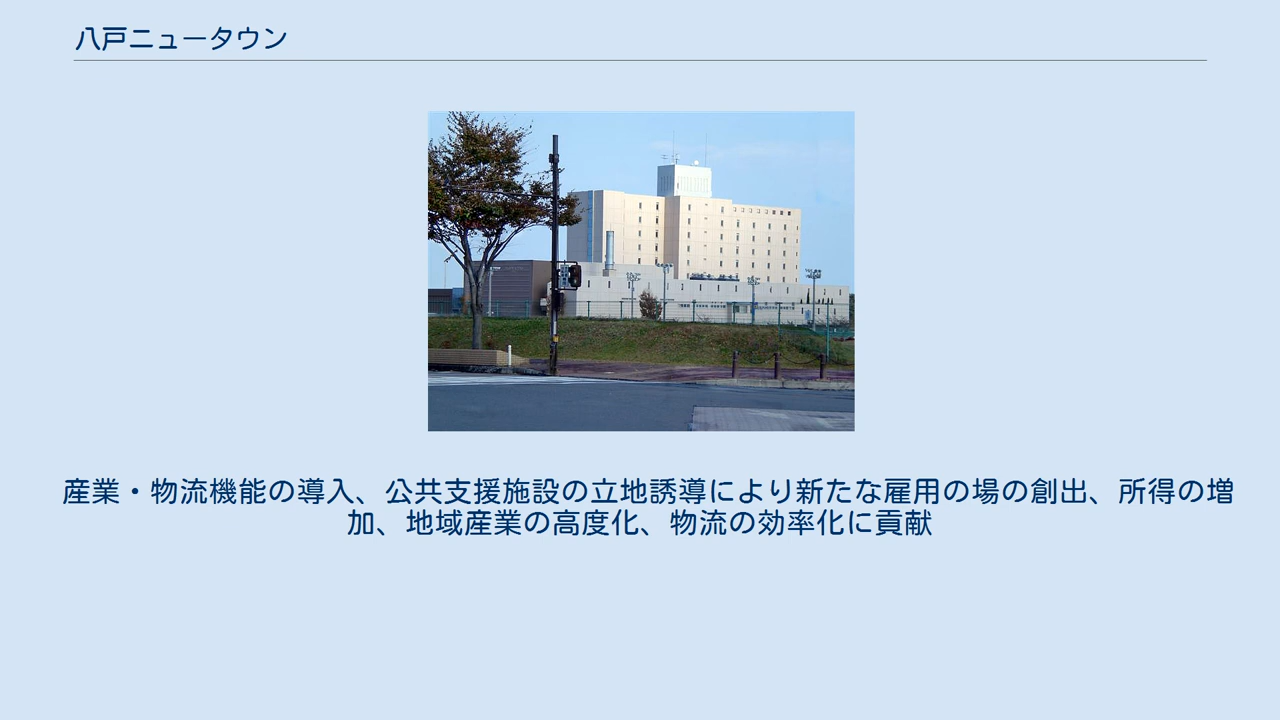 八戸ニュータウン
産業・物流機能の導入、公共支援施設の立地誘導により新たな雇用の場の創出、所得の増
加、地域産業の高度化、物流の効率化に貢献